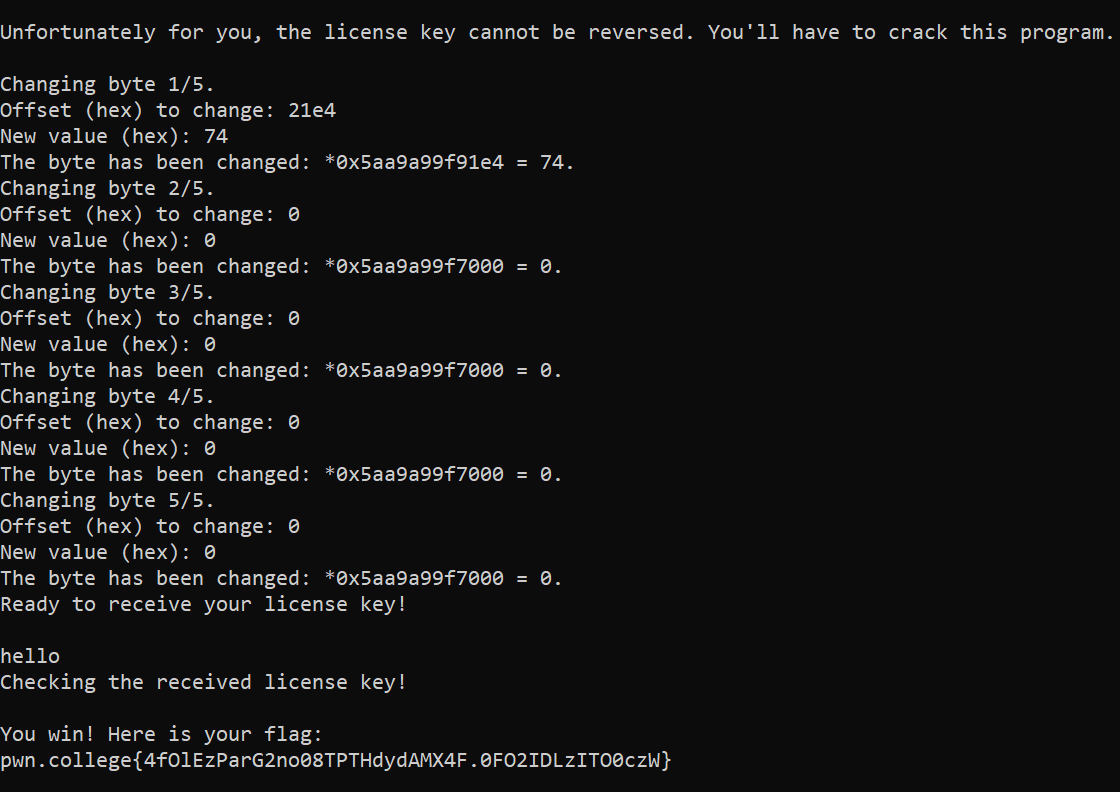 Unfortunately for you, the license key cannot be reversed. You'll have to crack this program.
Changing byte 1/5.
Offset (hex) to change: 21e4
New value (hex): 74
The byte has been changed: *0x5aa9a99f91e4 = 74.
Changing byte 2/5.
Offset (hex) to change: 0
New value (hex): 0
The byte has been changed: *0x5aa9a99f7000 = 0.
Changing byte 3/5.
Offset (hex) to change: 0
New value (hex): 0
The byte has been changed: *0x5aa9a99f7000 = 0.
Changing byte 4/5.
Offset (hex) to change: 0
New value (hex): 0
The byte has been changed: *0x5aa9a99f7000 = 0.
Changing byte 5/5.
Offset (hex) to change: 0
New value (hex): 0
The byte has been changed: *0x5aa9a99f7000 = 0.
Ready to receive your license key!
hello
Checking the received license key!
You win! Here is your flag:
pwn.college{4fOlEzParG2no08TPTHdydAMX4F.0FO2IDLzITO0czW}